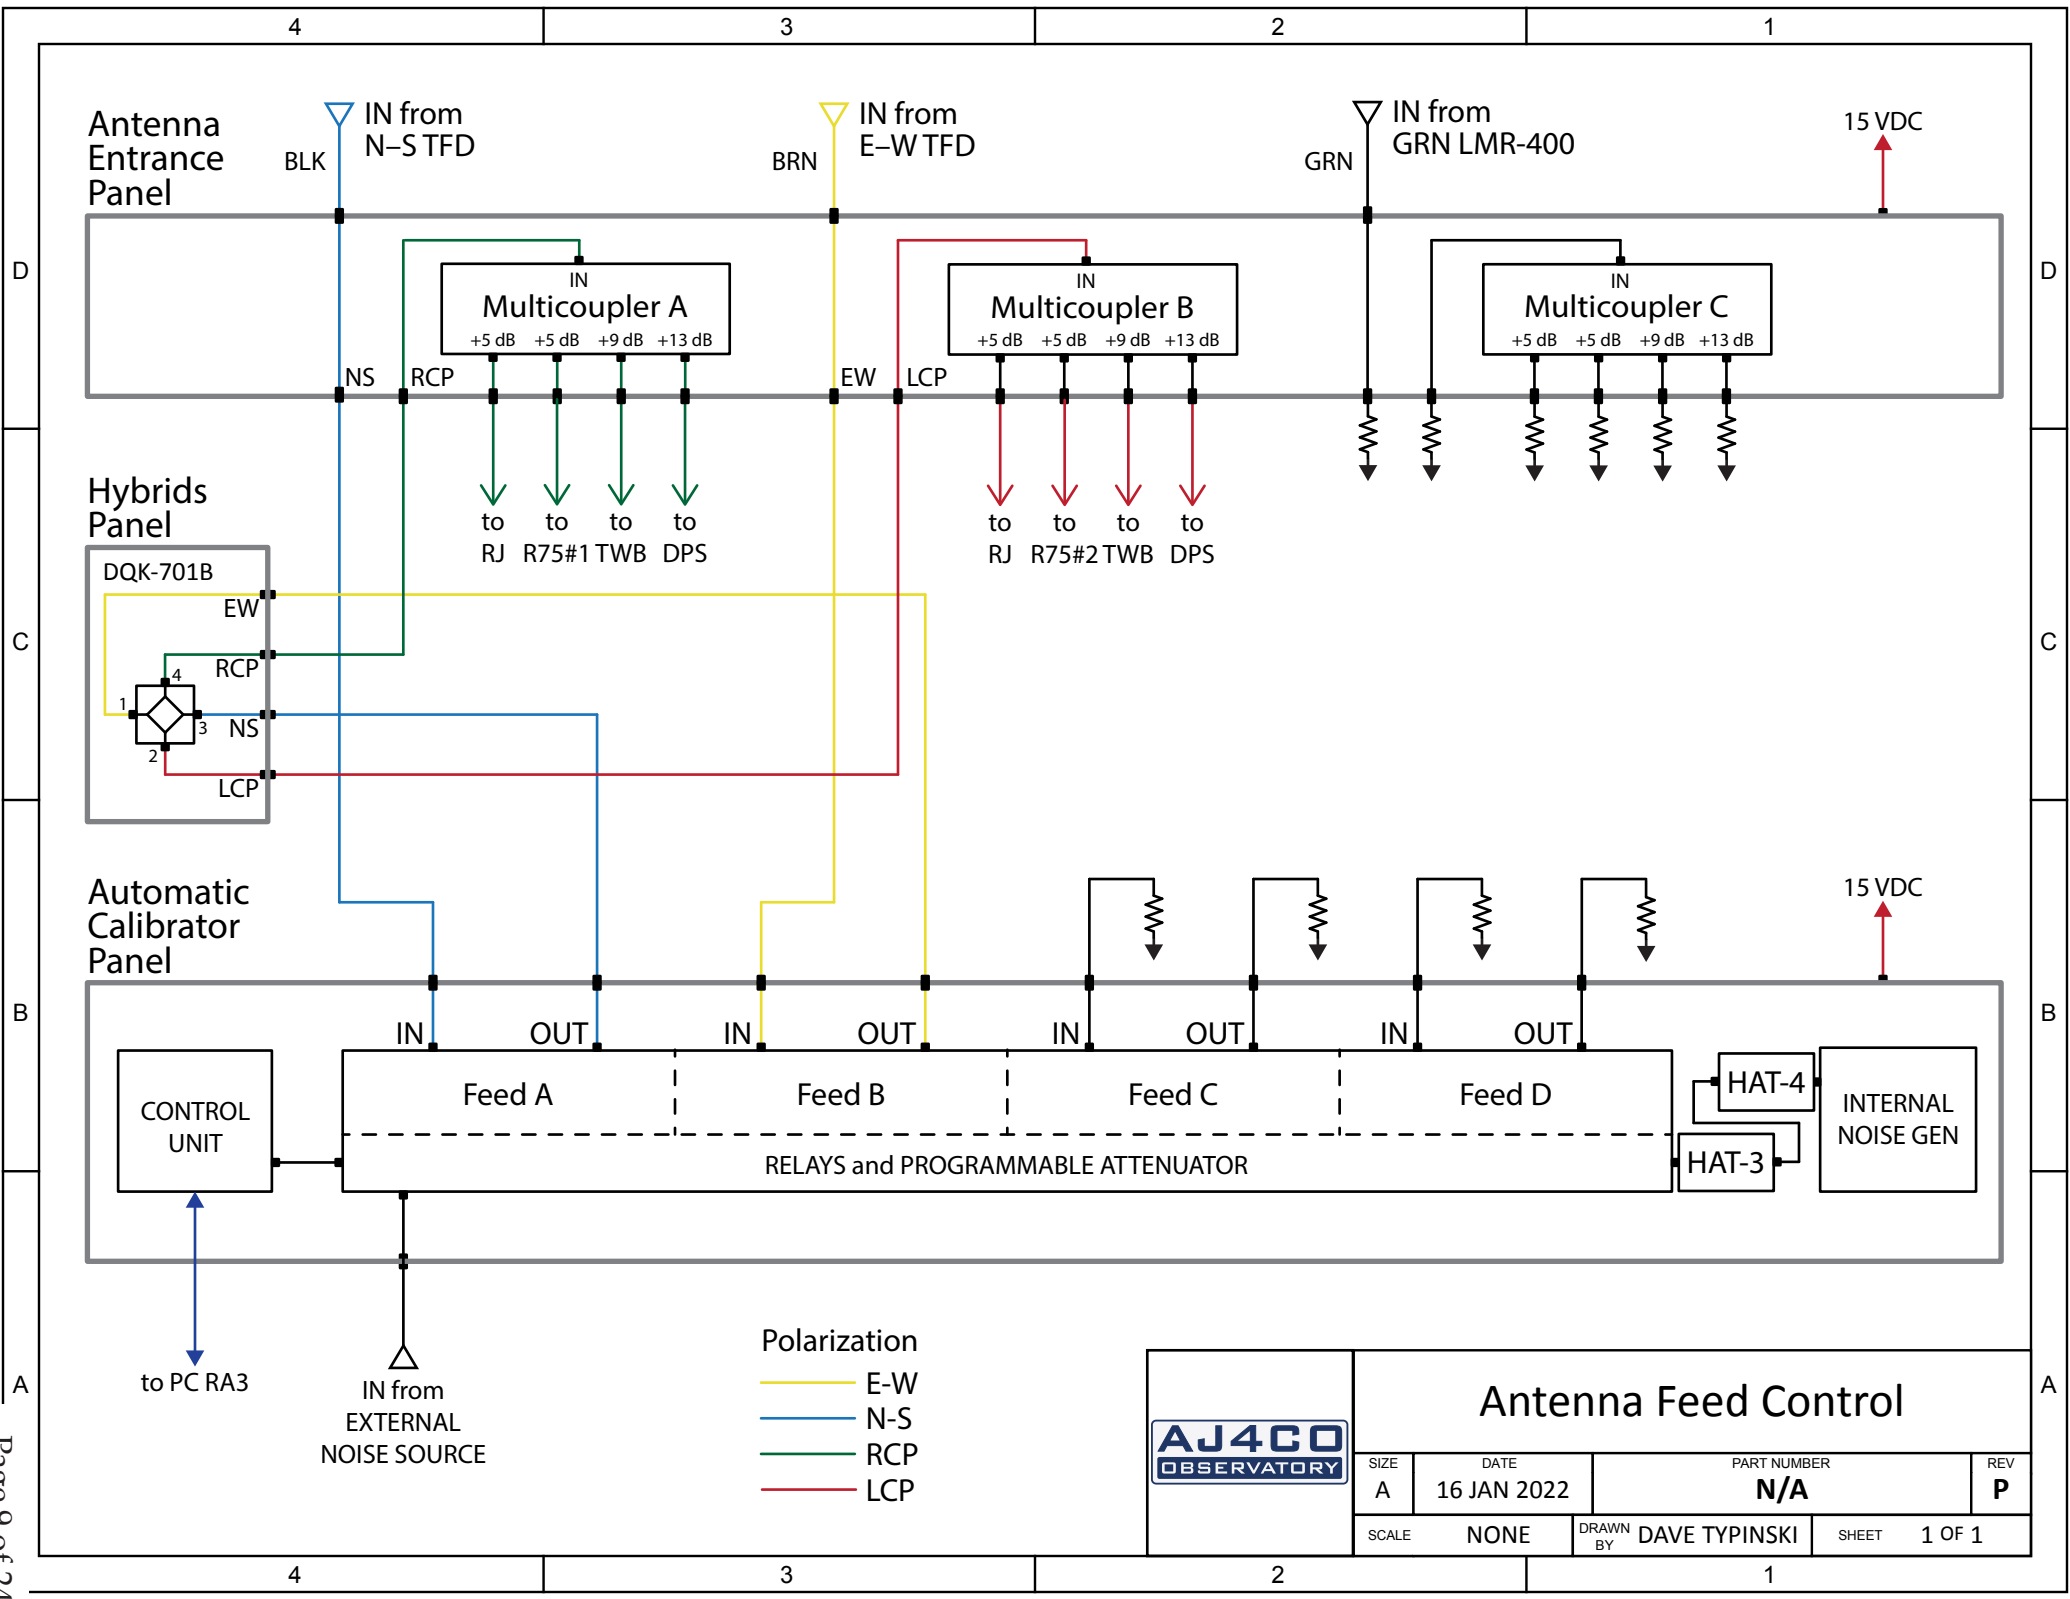 4 3 2 1
Antenna
Entrance
Panel
BLK
IN from
N–S TFD
BRN
IN from
E–W TFD
GRN
IN from
GRN LMR-400
15 VDC
D
D
IN
Multicoupler A
+5 dB +5 dB +9 dB +13 dB
IN
Multicoupler B
+5 dB +5 dB +9 dB +13 dB
IN
Multicoupler C
+5 dB +5 dB +9 dB +13 dB
NS RCP EW LCP
to to to to
RJ R75#1 TWB DPS
to to to to
RJ R75#2 TWB DPS
Hybrids
Panel
DQK-701B
EW
RCP
4
1
3
NS
2
LCP
C
C
Automatic
Calibrator
Panel
15 VDC
B
B
IN OUT IN OUT IN OUT IN OUT
Feed A Feed B Feed C Feed D
RELAYS and PROGRAMMABLE ATTENUATOR
CONTROL
UNIT
HAT-4
HAT-3
INTERNAL
NOISE GEN
to PC RA3
IN from
EXTERNAL
NOISE SOURCE
Polarization
E-W
N-S
RCP
LCP
A
A
AJ4CO
OBSERVATORY
Antenna Feed Control
SIZE
A
DATE
16 JAN 2022
PART NUMBER
N/A
REV
P
SCALE NONE
DRAWN
BY
DAVE TYPINSKI
SHEET 1 OF 1
4 3 2 1
Page 9 of 24